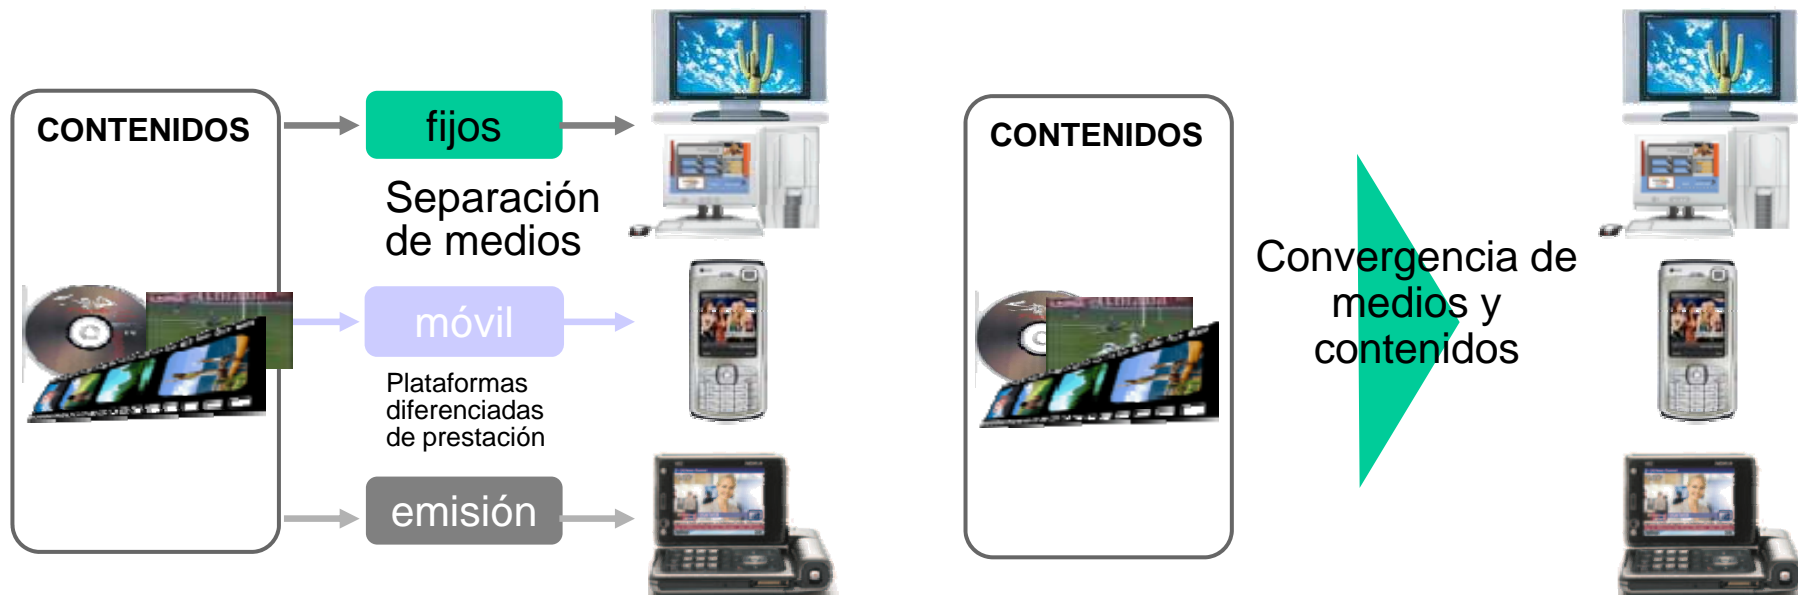 CONTENIDOS
fijos
Separación
de medios
móvil
Plataformas
diferenciadas
de prestación
emisión
CONTENIDOS
Convergencia de
medios y
contenidos